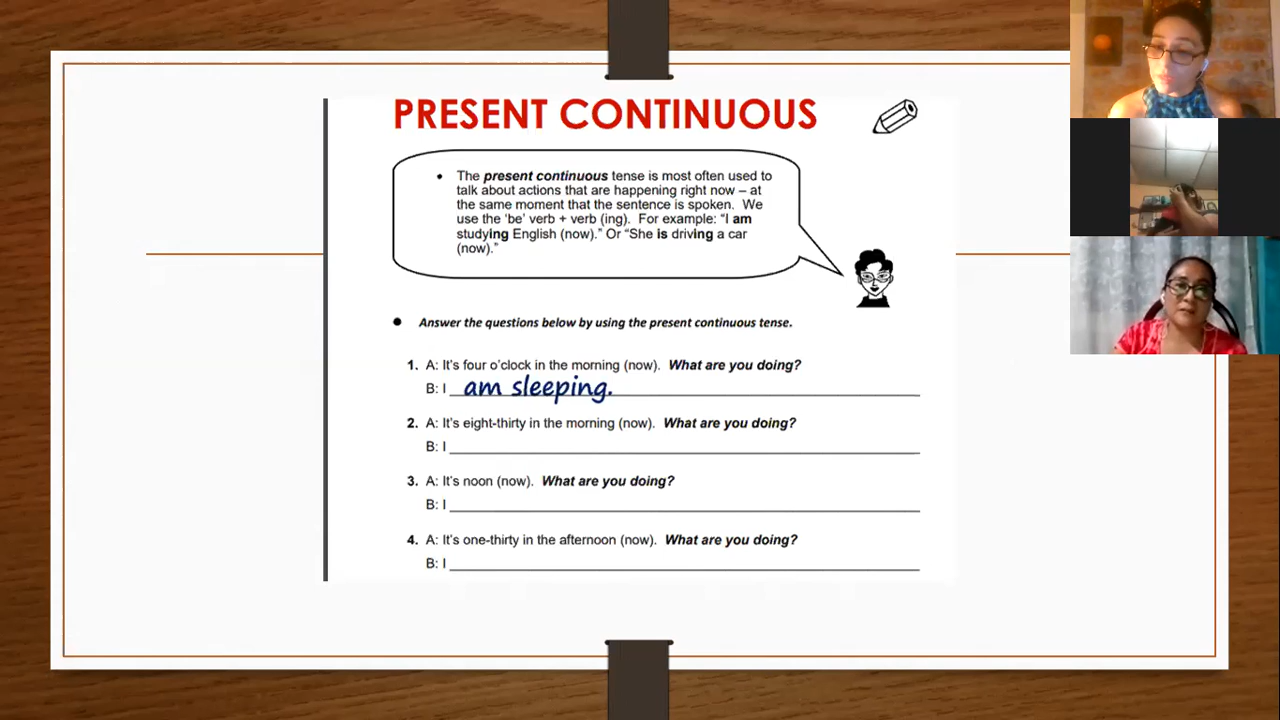 PRESENT CONTINUOUS
• The present continuous tense is most often used to
talk about actions that are happening right now – at
the same moment that the sentence is spoken. We
use the ‘be’ verb + verb (ing). For example: “I am
studying English (now).” Or “She is driving a car
(now).”
● Answer the questions below by using the present continuous tense.
1. A: It’s four o’clock in the morning (now). What are you doing?
B: I am sleeping.
2. A: It’s eight-thirty in the morning (now). What are you doing?
B: I
3. A: It’s noon (now). What are you doing?
B: I
4. A: It’s one-thirty in the afternoon (now). What are you doing?
B: I